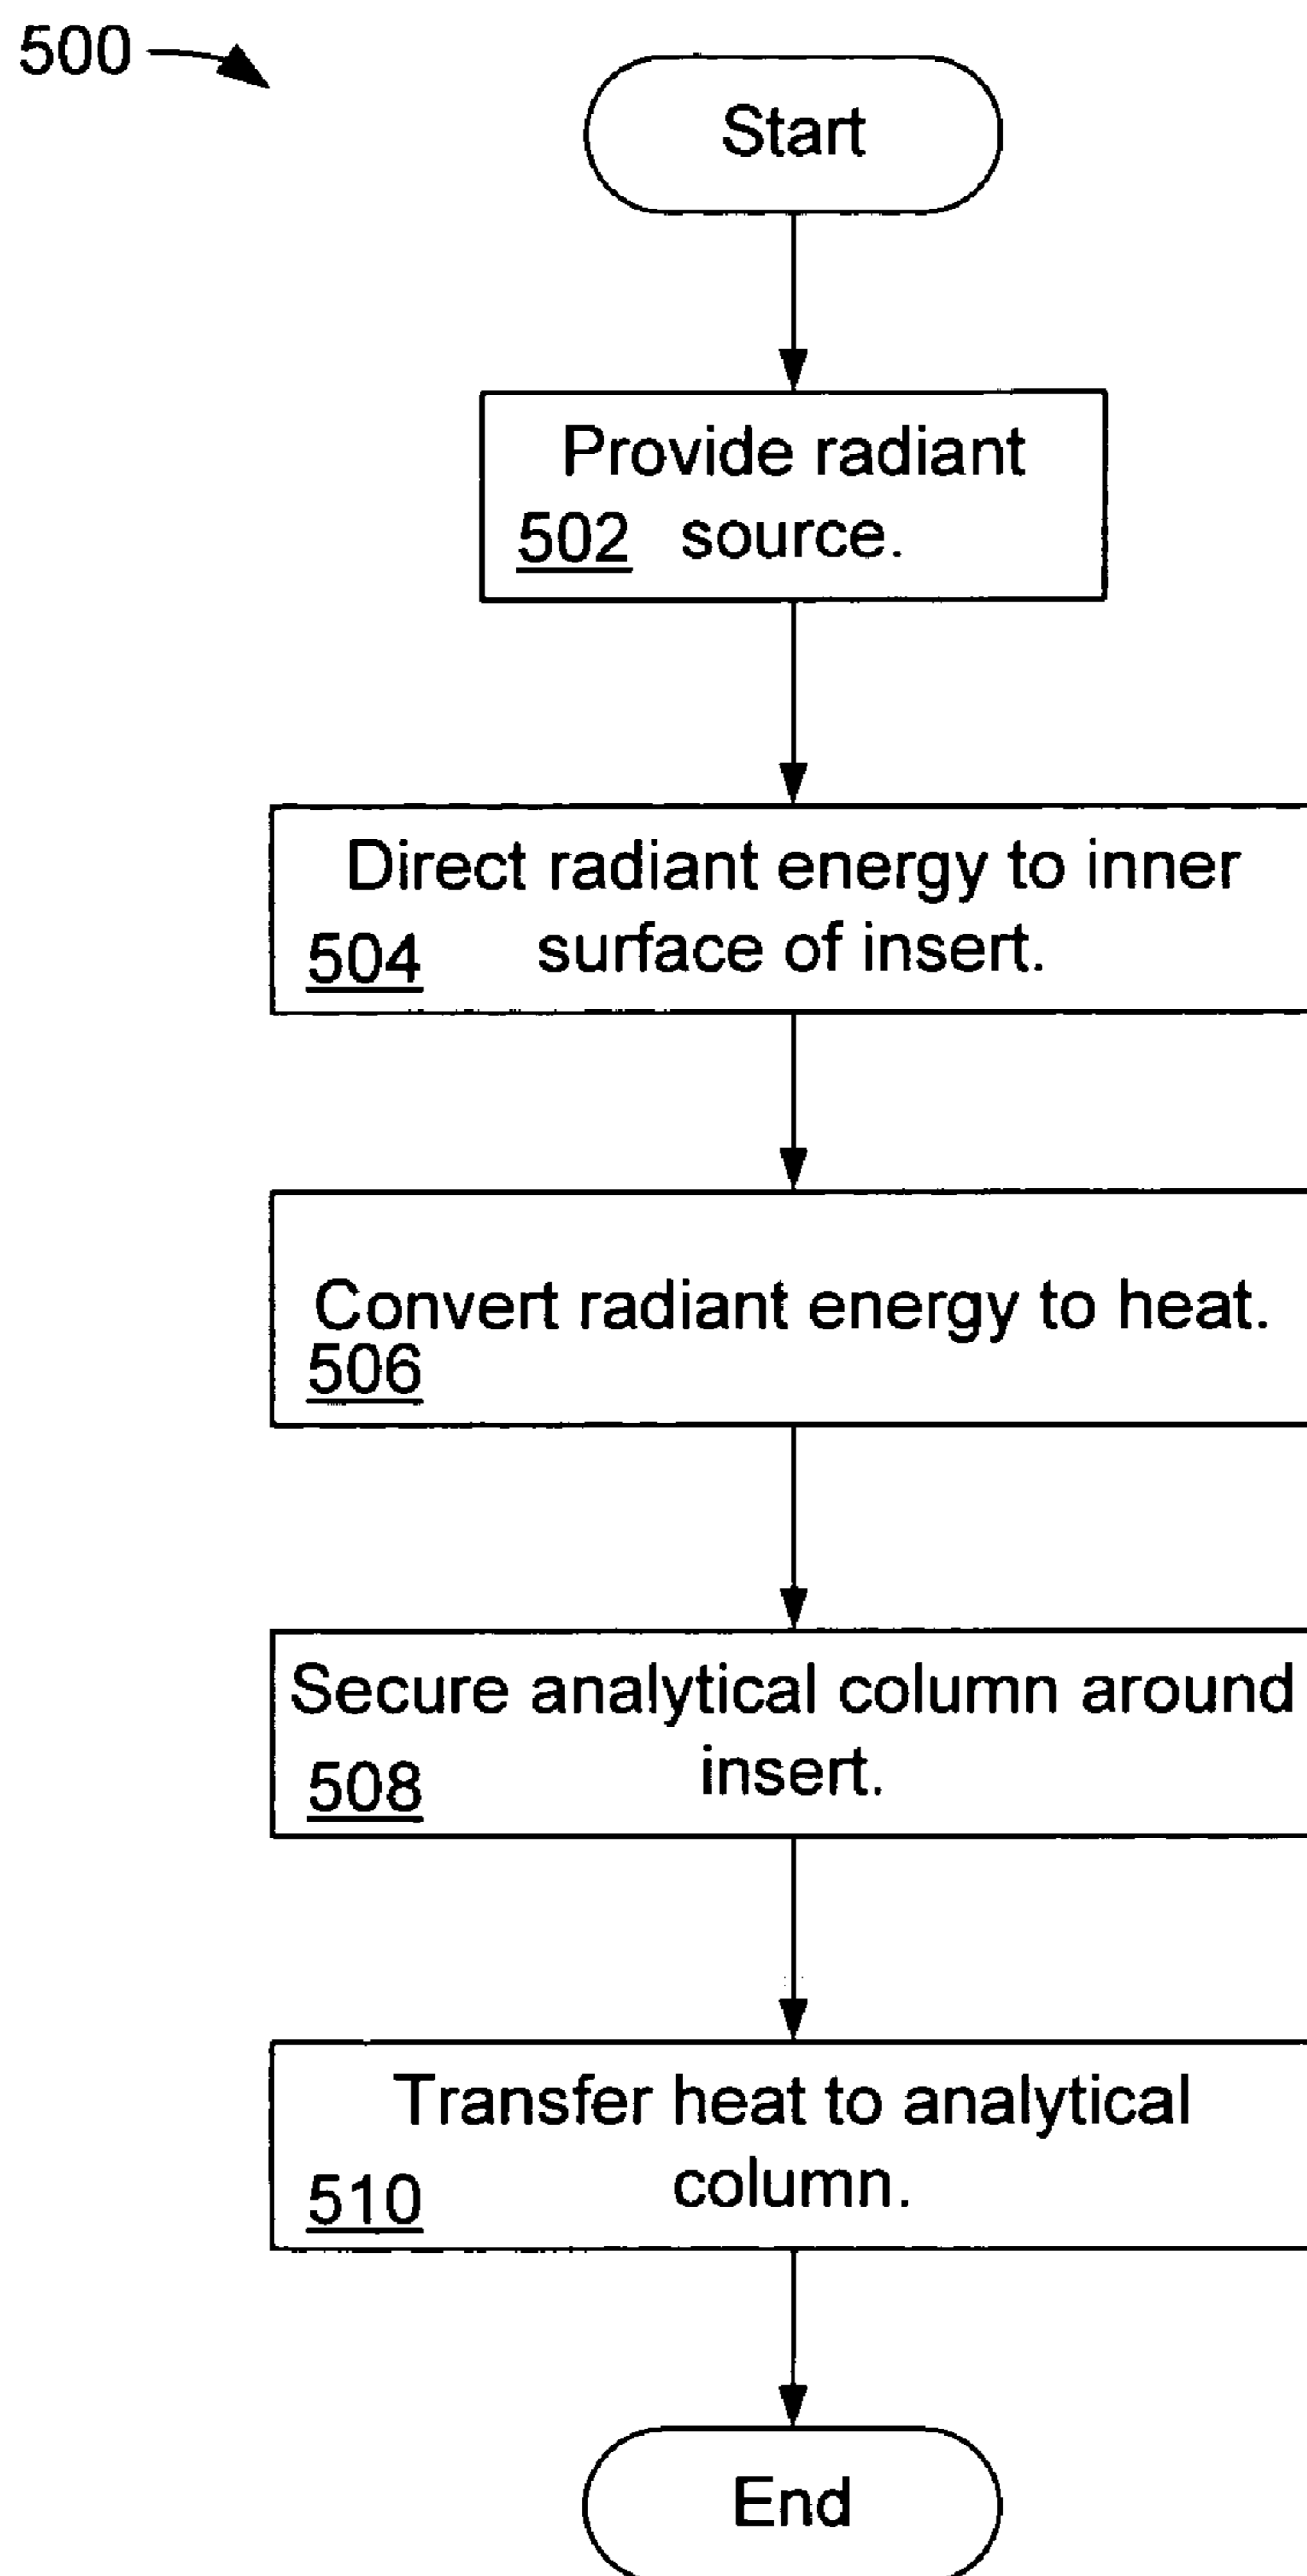 500
Start
Provide radiant
502 source.
Direct radiant energy to inner
504 surface of insert.
Convert radiant energy to heat.
506
Secure analytical column around
508 insert.
Transfer heat to analytical
510 column.
End